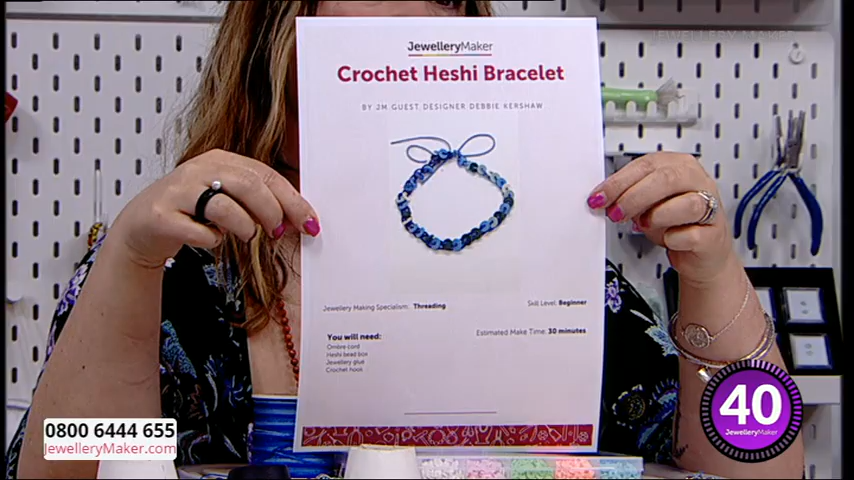 JEWELLERY MAKER
JewelleryMaker
Crochet Heshi Bracelet
BY JM GUEST DESIGNER DEBBIE KERSHAW
Jewellery Making Specialism: Threading
Skill Level: Beginner
You will need:
Estimated Make Time: 30 minutes
Ombre cord
Heshi bead box
Jewellery glue
Crochet hook
40
JewelleryMaker
0800 6444 655
JewelleryMaker.com